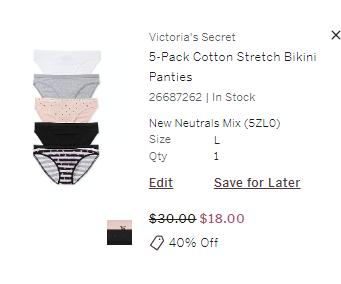 Victoria's Secret
5-Pack Cotton Stretch Bikini
Panties
26687262 | In Stock
New Neutrals Mix (5ZL0)
Size L
Qty 1
Edit Save for Later
$30.00 $18.00
40% Off